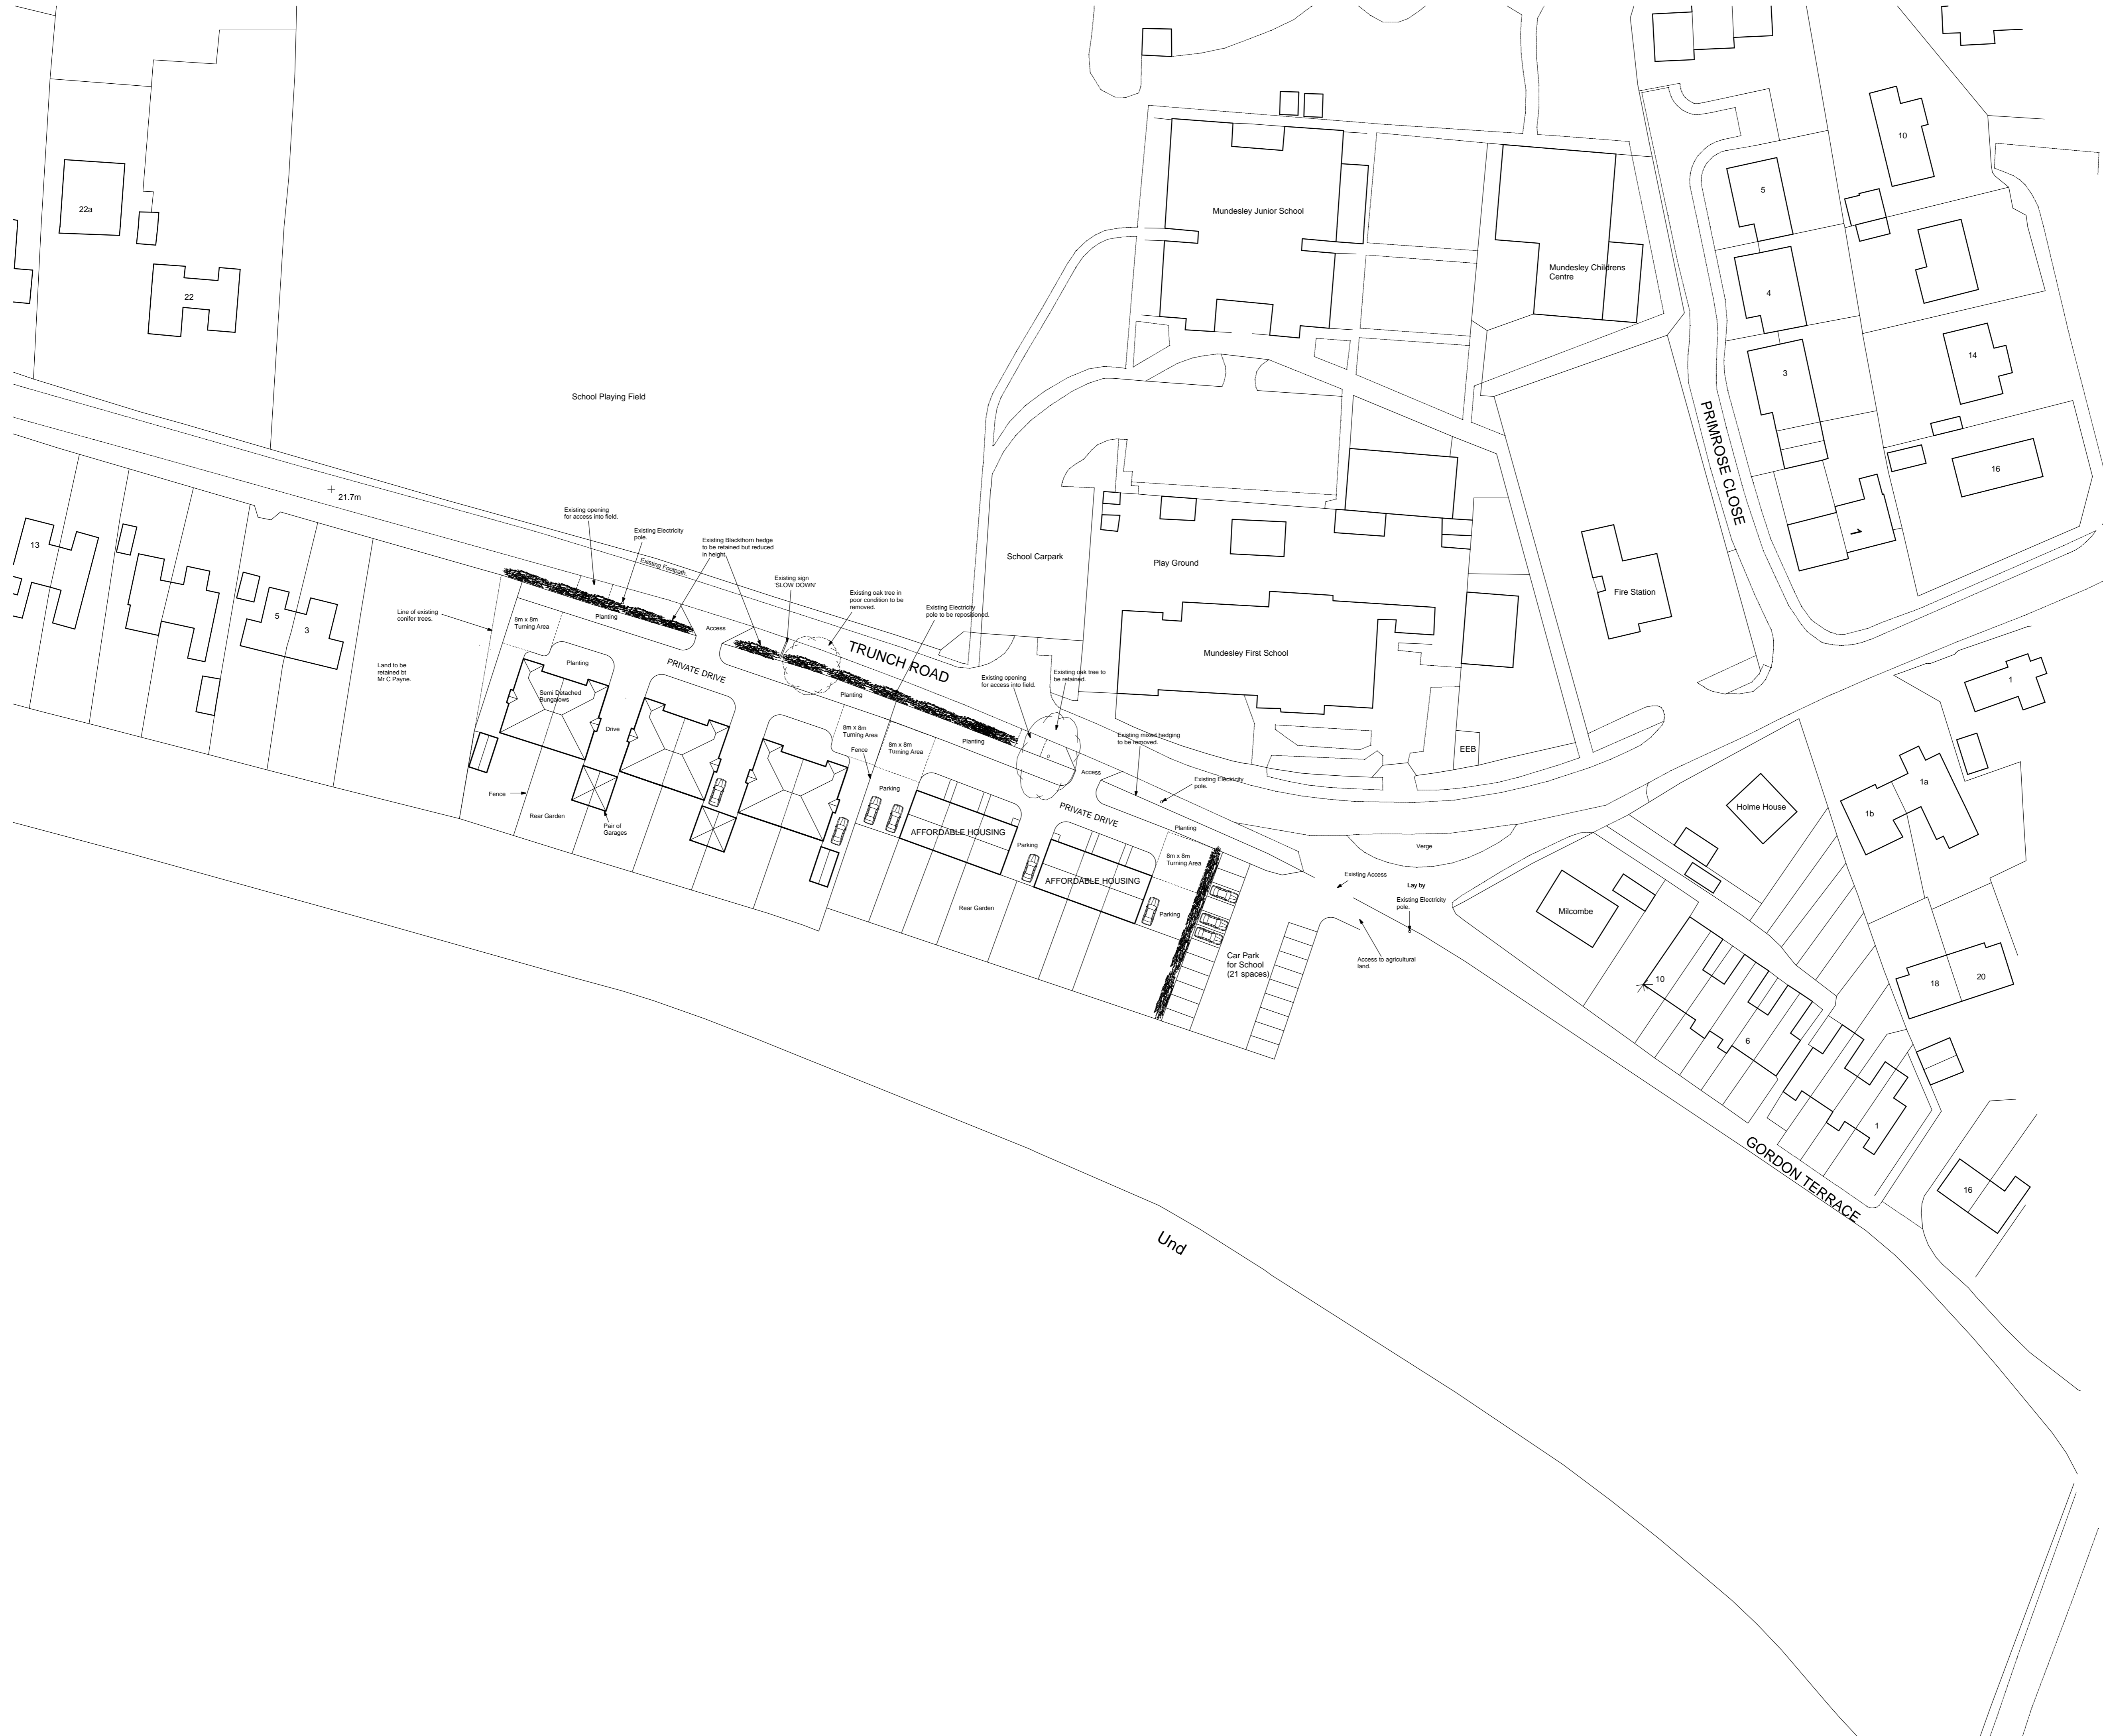 22a
22
School Playing Field
21.7m
13
5
3
Land to be
retained bt
Mr C Payne.
Line of existing
conifer trees.
Existing opening
for access into field.
Existing Electricity
pole.
Existing Blackthorn hedge
to be retained but reduced
in height.
Existing Footpath.
Existing sign
'SLOW DOWN'
Existing oak tree in
poor condition to be
removed.
Existing Electricity
pole to be repositioned.
TRUNCH ROAD
Existing opening
for access into field.
Existing oak tree to
be retained.
Existing mixed hedging
to be removed.
Existing Electricity
pole.
8m x 8m
Turning Area
Planting
Access
PRIVATE DRIVE
Planting
Semi Detached
Bungalows
Drive
Fence
Rear Garden
Pair of
Garages
Planting
8m x 8m
Turning Area
Fence
8m x 8m
Turning Area
Planting
Parking
AFFORDABLE HOUSING
Access
PRIVATE DRIVE
Planting
Parking
AFFORDABLE HOUSING
8m x 8m
Turning Area
Parking
Rear Garden
Car Park
for School
(21 spaces)
Existing Access
Lay by
Existing Electricity
pole.
Access to agricultural
land.
Verge
Mundesley Junior School
Mundesley Childrens
Centre
School Carpark
Play Ground
Mundesley First School
EEB
Fire Station
PRIMROSE CLOSE
5
4
3
1
10
14
16
1
Holme House
1b
1a
Milcombe
10
6
1
18
20
16
GORDON TERRACE
Und